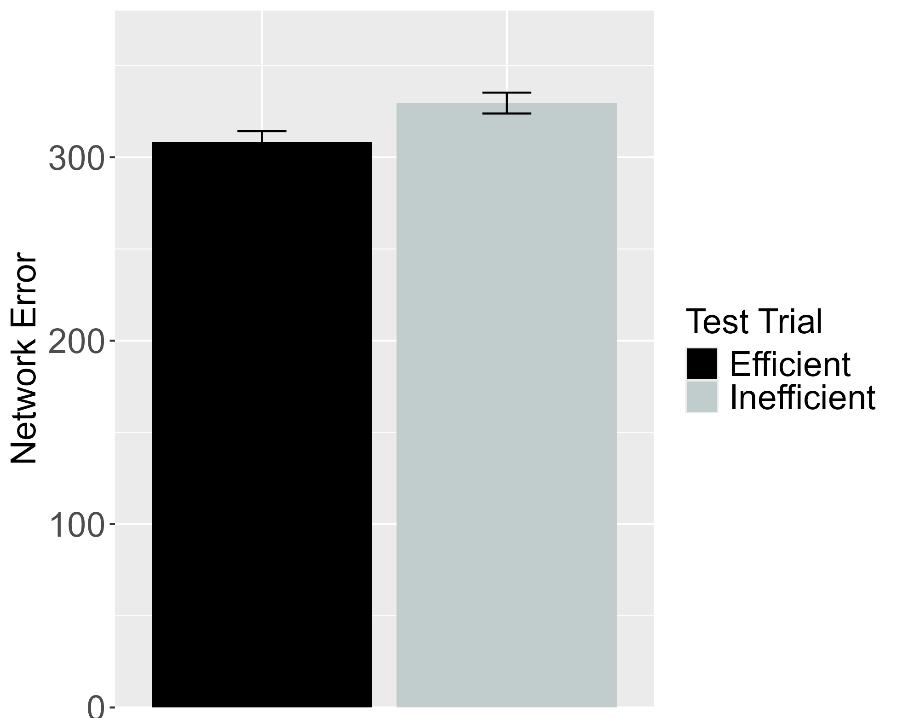 Network Error
300
200
100
0
Test Trial
Efficient
Inefficient